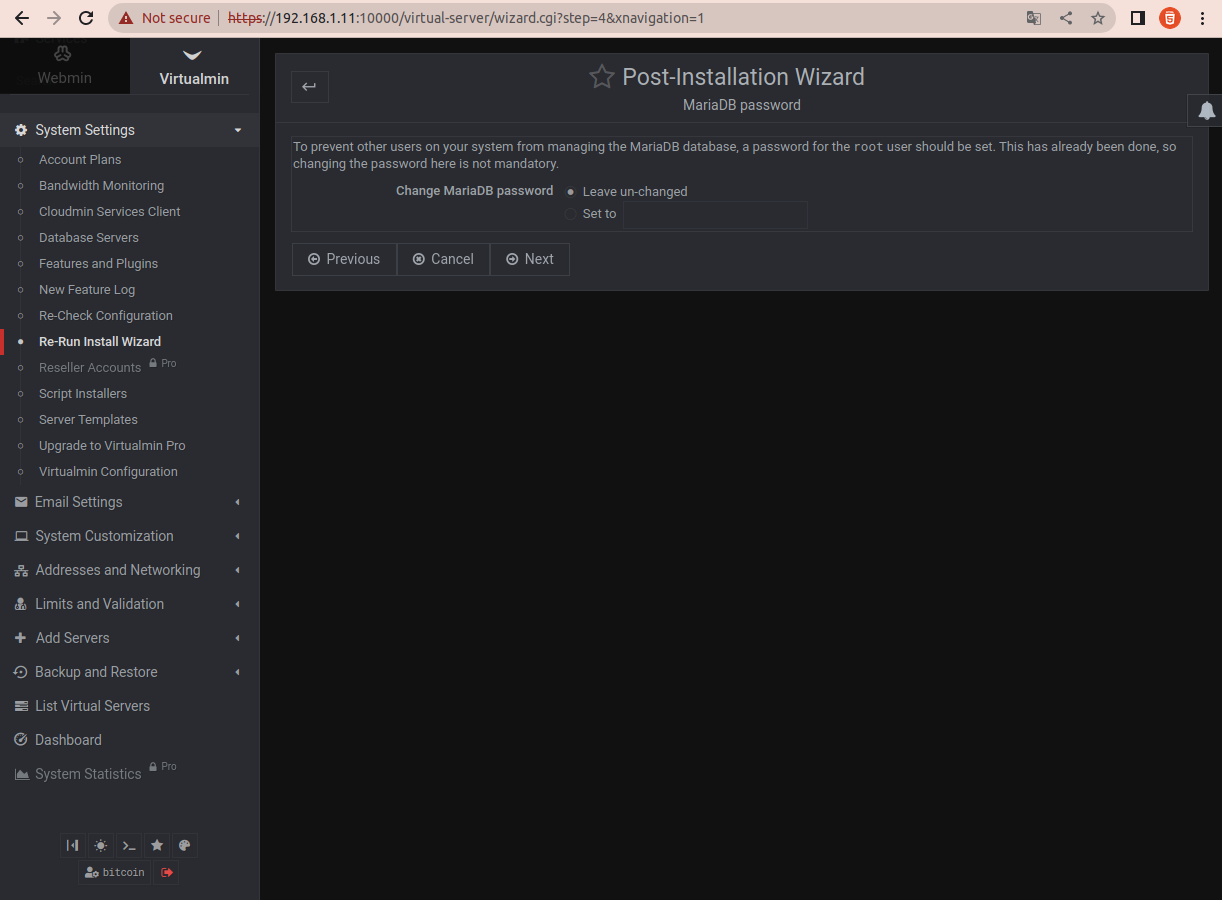 Not secure
https://192.168.1.11:10000/virtual-server/wizard.cgi?step=4&xnavigation=1
Webmin
Virtualmin
System Settings
Account Plans
Bandwidth Monitoring
Cloudmin Services Client
Database Servers
Features and Plugins
New Feature Log
Re-Check Configuration
Re-Run Install Wizard
Reseller Accounts Pro
Script Installers
Server Templates
Upgrade to Virtualmin Pro
Virtualmin Configuration
Email Settings
System Customization
Addresses and Networking
Limits and Validation
Add Servers
Backup and Restore
List Virtual Servers
Dashboard
System Statistics Pro
bitcoin
Post-Installation Wizard
MariaDB password
To prevent other users on your system from managing the MariaDB database, a password for the root user should be set. This has already been done, so
changing the password here is not mandatory.
Change MariaDB password Leave un-changed
Set to
Previous Cancel Next